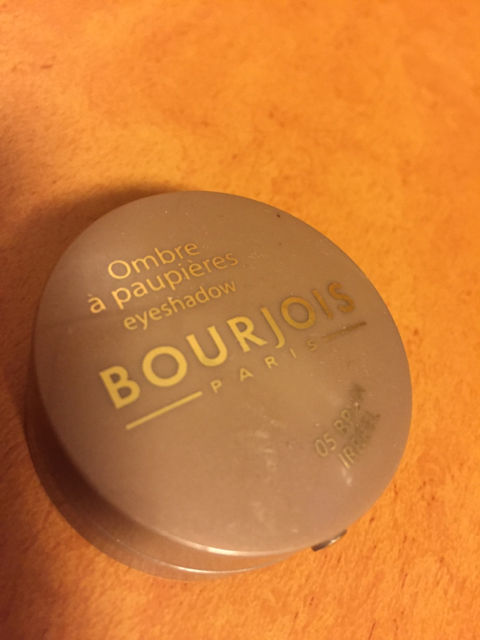 Ombre
à paupières
eyeshadow
BOURJOIS
PARIS
05